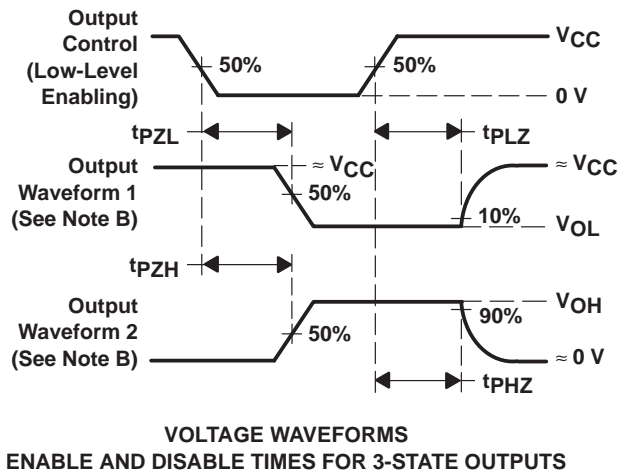 Output
Control
(Low-Level
Enabling)
50%
50%
VCC
0 V
tPZL
tPLZ
Output
Waveform 1
(See Note B)
≈ VCC
50%
≈ VCC
10%
VOL
tPZH
Output
Waveform 2
(See Note B)
50%
VOH
90%
≈ 0 V
tPHZ
VOLTAGE WAVEFORMS
ENABLE AND DISABLE TIMES FOR 3-STATE OUTPUTS